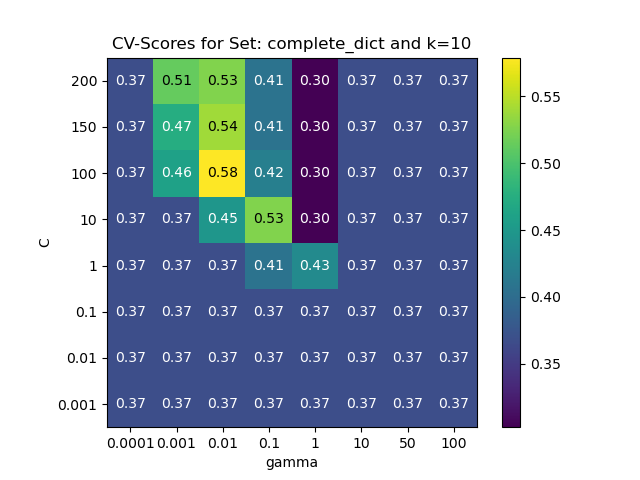 CV-Scores for Set: complete_dict and k=10
200 0.37 0.51 0.53 0.41 0.30 0.37 0.37 0.37
150 0.37 0.47 0.54 0.41 0.30 0.37 0.37 0.37
100 0.37 0.46 0.58 0.42 0.30 0.37 0.37 0.37
10 0.37 0.37 0.45 0.53 0.30 0.37 0.37 0.37
1 0.37 0.37 0.37 0.41 0.43 0.37 0.37 0.37
0.1 0.37 0.37 0.37 0.37 0.37 0.37 0.37 0.37
0.01 0.37 0.37 0.37 0.37 0.37 0.37 0.37 0.37
0.001 0.37 0.37 0.37 0.37 0.37 0.37 0.37 0.37
0.0001 0.001 0.01 0.1 1 10 50 100
gamma
C
0.55
0.50
0.45
0.40
0.35